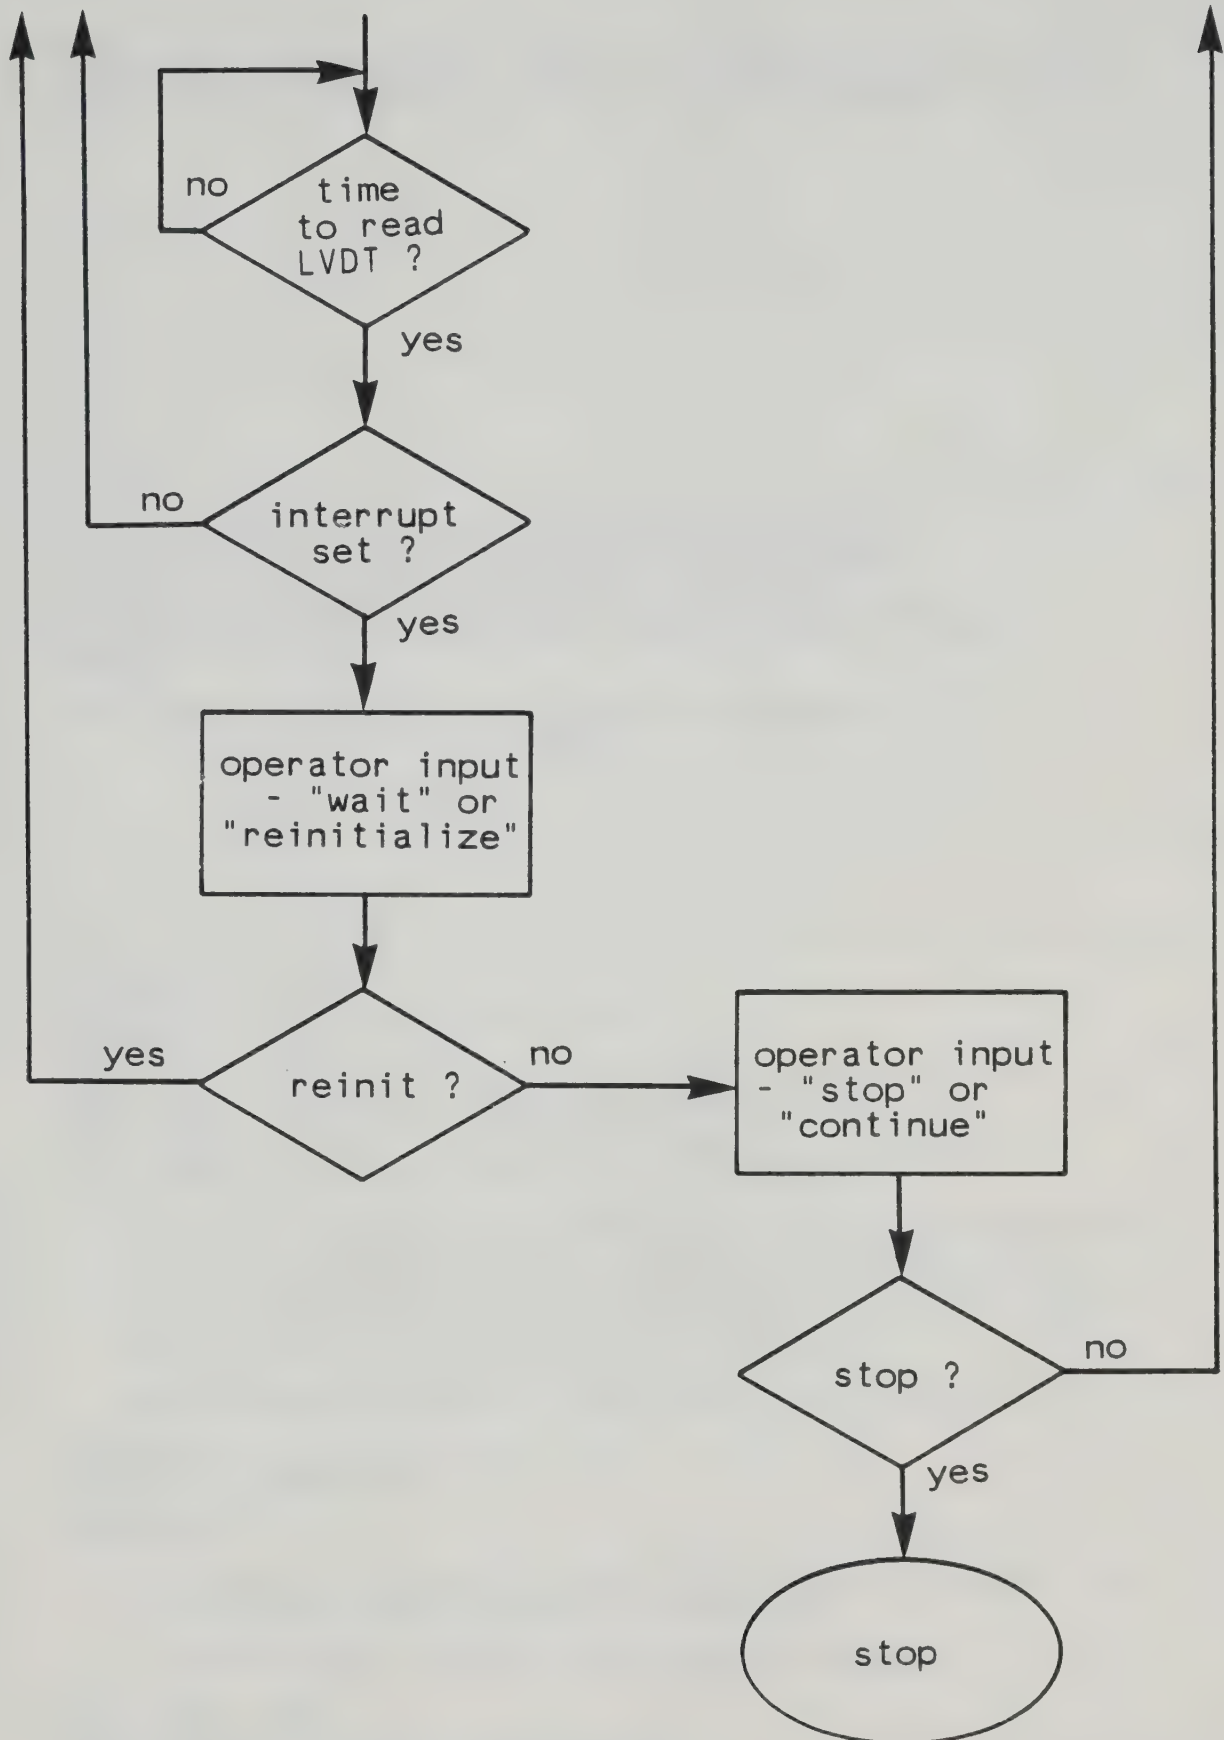 no
time
to read
LVDT ?
yes
no
interrupt
set ?
yes
operator input
- "wait" or
"reinitialize"
yes
reinit ?
no
operator input
- "stop" or
"continue"
stop ?
no
yes
stop